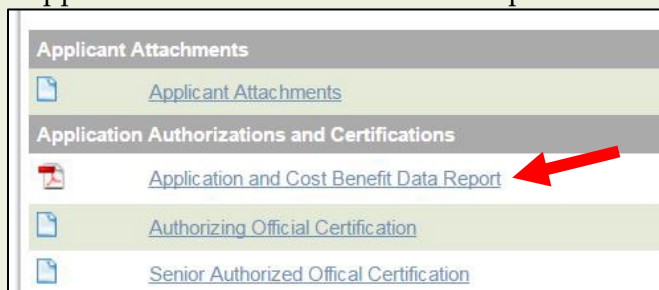 Applicant Attachments
Applicant Attachments
Application Authorizations and Certifications
Application and Cost Benefit Data Report
Authorizing Official Certification
Senior Authorized Offical Certification